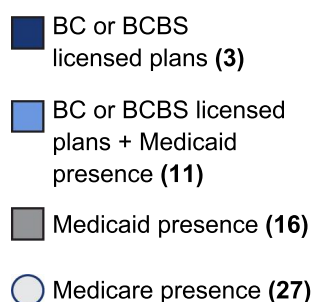 BC or BCBS
licensed plans (3)
BC or BCBS licensed
plans + Medicaid
presence (11)
Medicaid presence (16)
Medicare presence (27)